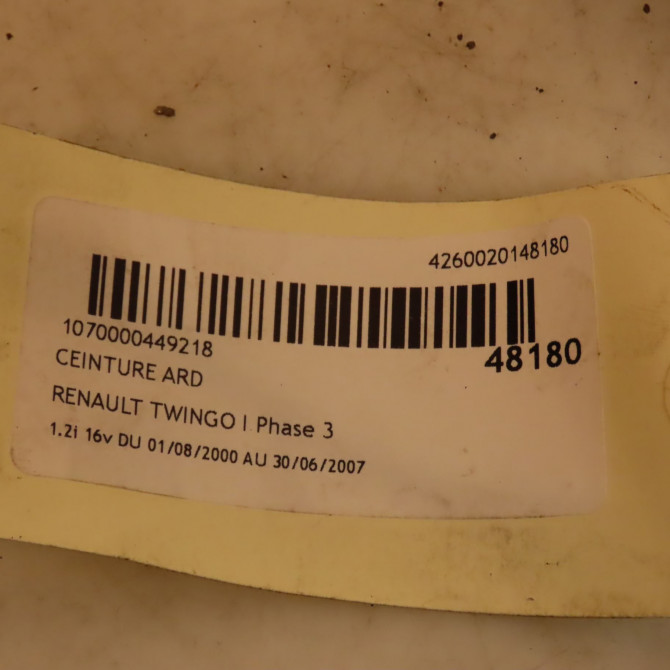 4260020148180
1070000449218
48180
CEINTURE ARD
RENAULT TWINGO I Phase 3
1.2i 16v DU 01/08/2000 AU 30/06/2007